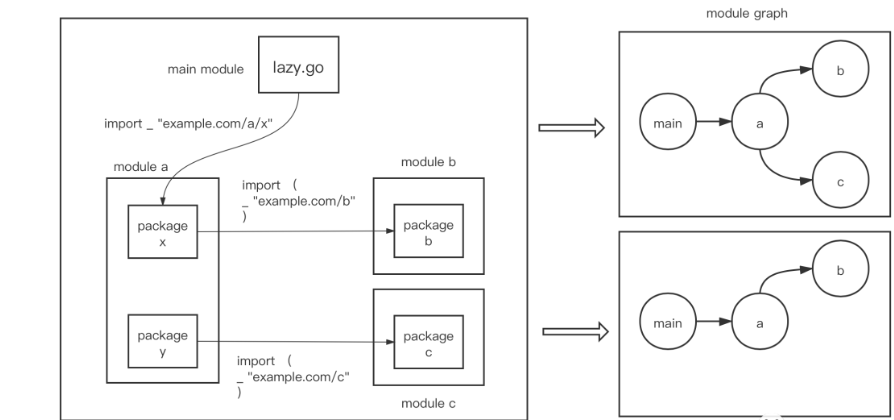 module graph
main module
lazy.go
import _ "example.com/a/x"
module a
module b
import (
_ "example.com/b"
)
package
x
package
b
package
y
package
c
import (
_ "example.com/c"
)
module c
main
a
b
c
main
a
b